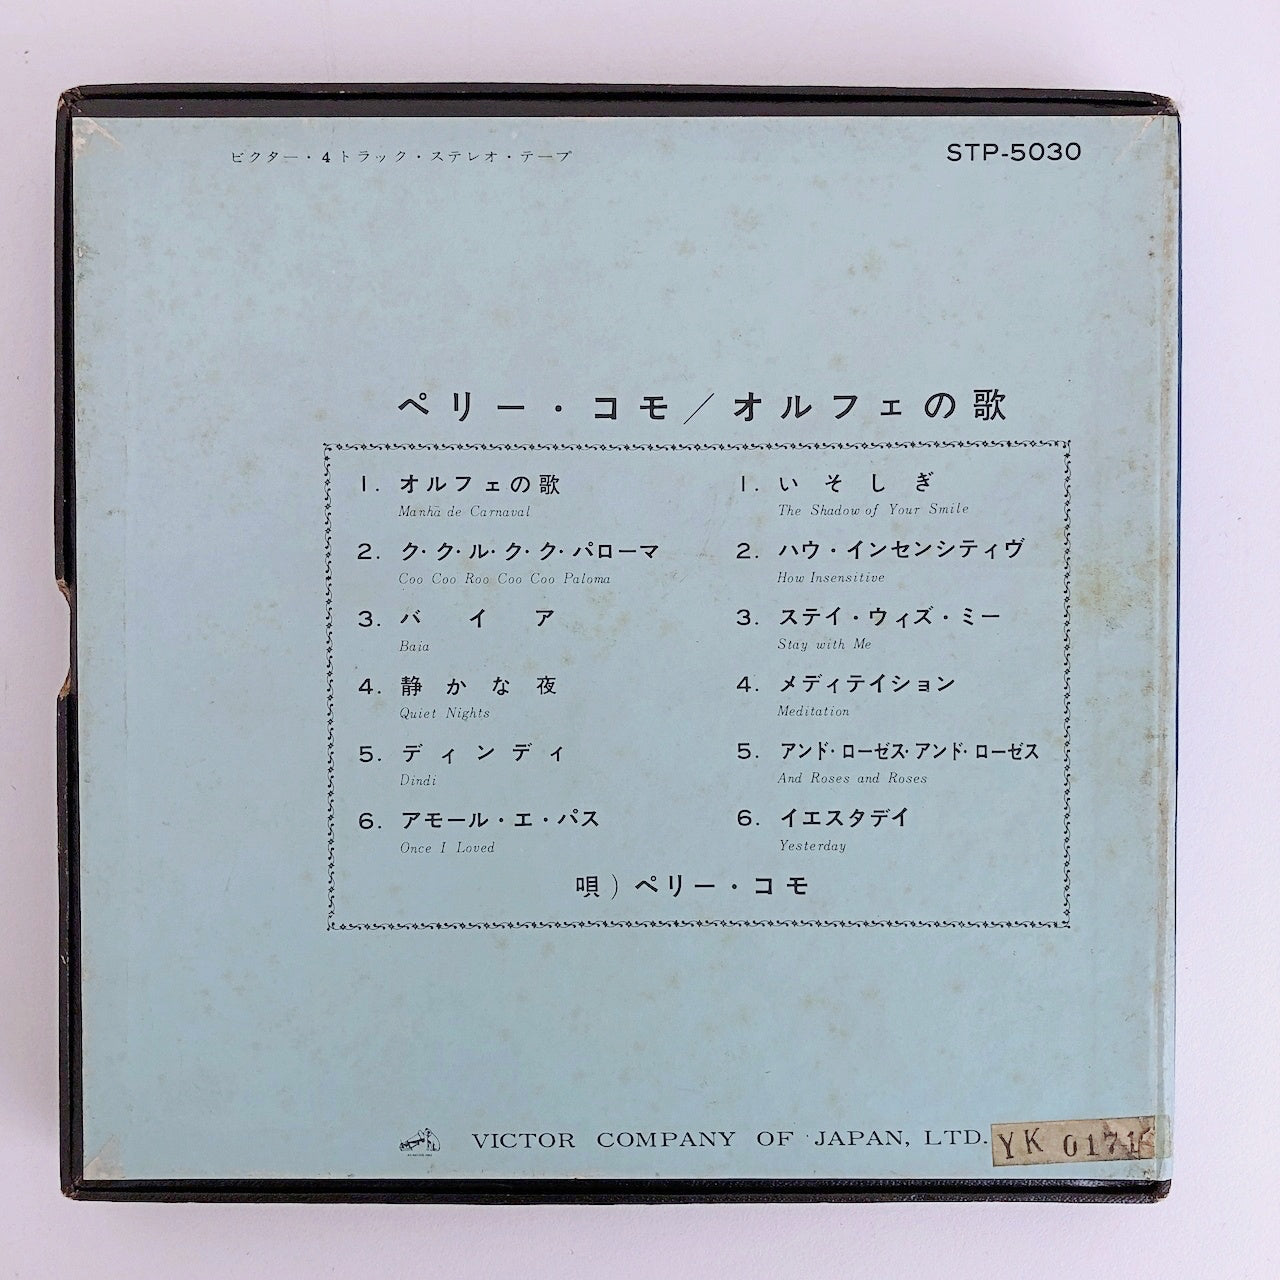 ビクター・4トラック・ステレオ・テープ
STP-5030
ペリー・コモ／オルフェの歌
1. オルフェの歌
Manhã de Carnaval
2. ク・ク・ル・ク・ク・パローマ
Coo Coo Roo Coo Coo Paloma
3. バイア
Baia
4. 静かな夜
Quiet Nights
5. ディンディ
Dindi
6. アモール・エ・パス
Once I Loved
1. いそしぎ
The Shadow of Your Smile
2. ハウ・インセンシティヴ
How Insensitive
3. ステイ・ウィズ・ミー
Stay with Me
4. メディテイション
Meditation
5. アンド・ローゼス・アンド・ローゼス
And Roses and Roses
6. イエスタデイ
Yesterday
唄）ペリー・コモ
VICTOR COMPANY OF JAPAN, LTD.
YK 0171